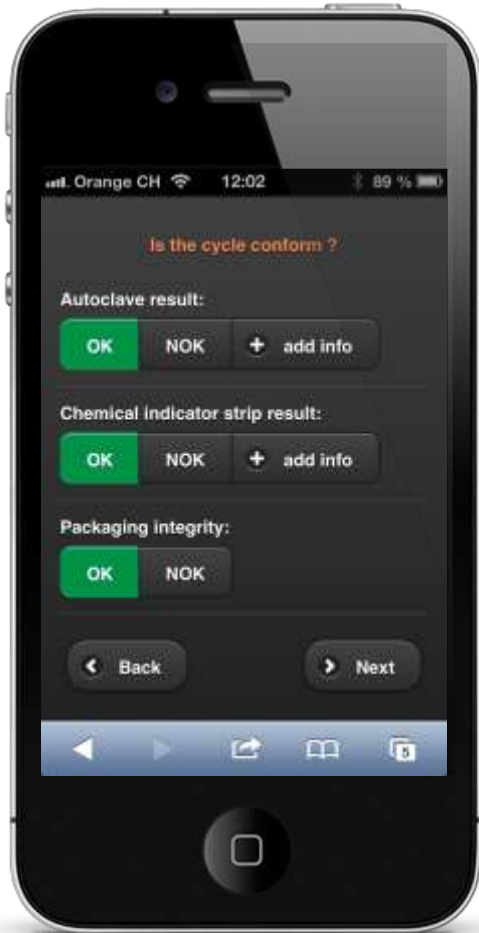 Orange CH 12:02 89 %
Is the cycle conform ?
Autoclave result:
OK NOK + add info
Chemical indicator strip result:
OK NOK + add info
Packaging integrity:
OK NOK
Back Next
5